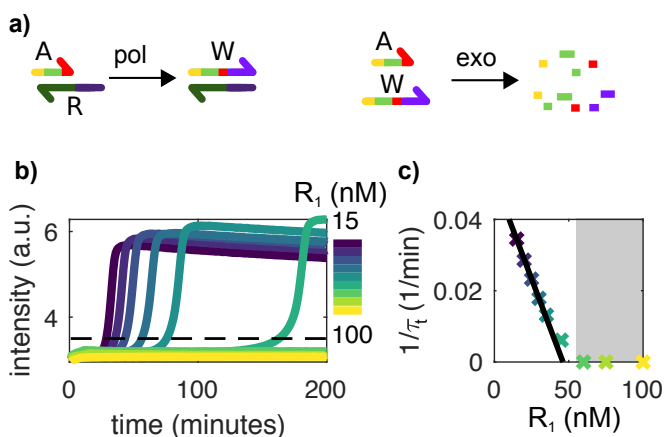 a)
A
R
pol
W
A
W
exo
b)
R₁ (nM)
15
100
intensity (a.u.)
6
4
0
100
200
time (minutes)
c)
1/τₜ (1/min)
0.04
0.02
0
0
50
100
R₁ (nM)